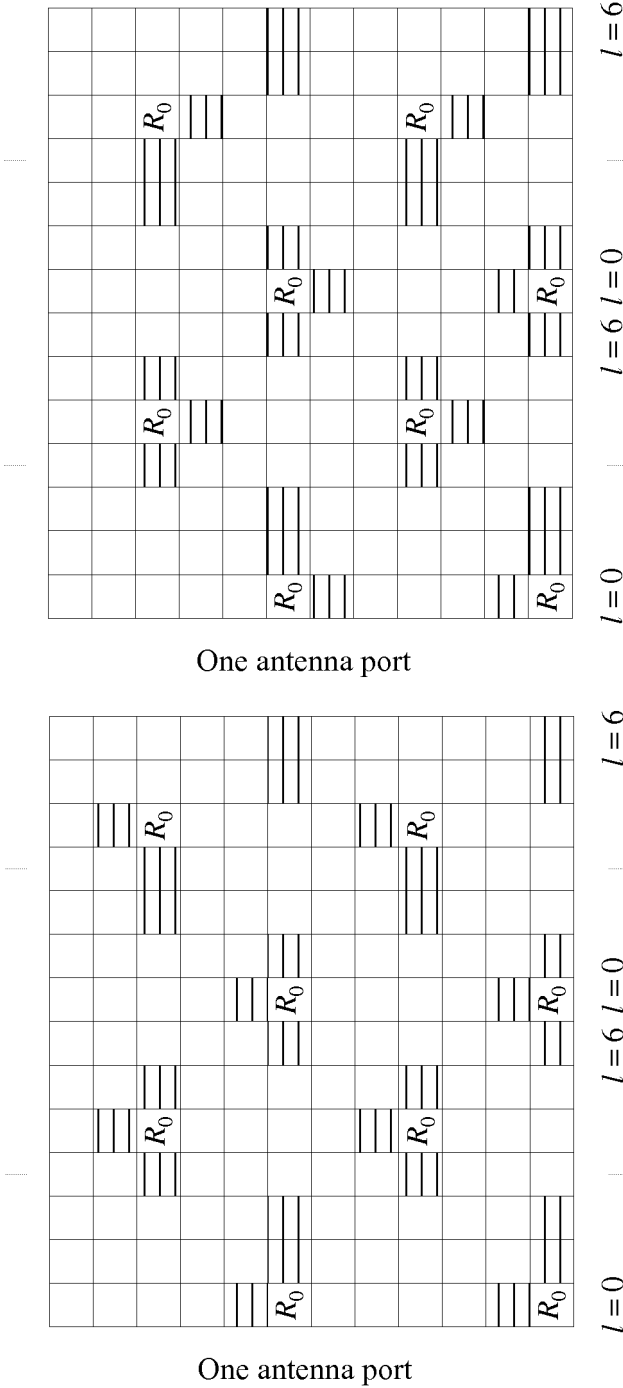 l = 6
R₀ R₀
R₀ R₀
l = 0
l = 6
R₀ R₀
R₀ R₀
l = 0
One antenna port
l = 6
R₀ R₀
R₀ R₀
l = 0
l = 6
R₀ R₀
R₀ R₀
l = 0
One antenna port